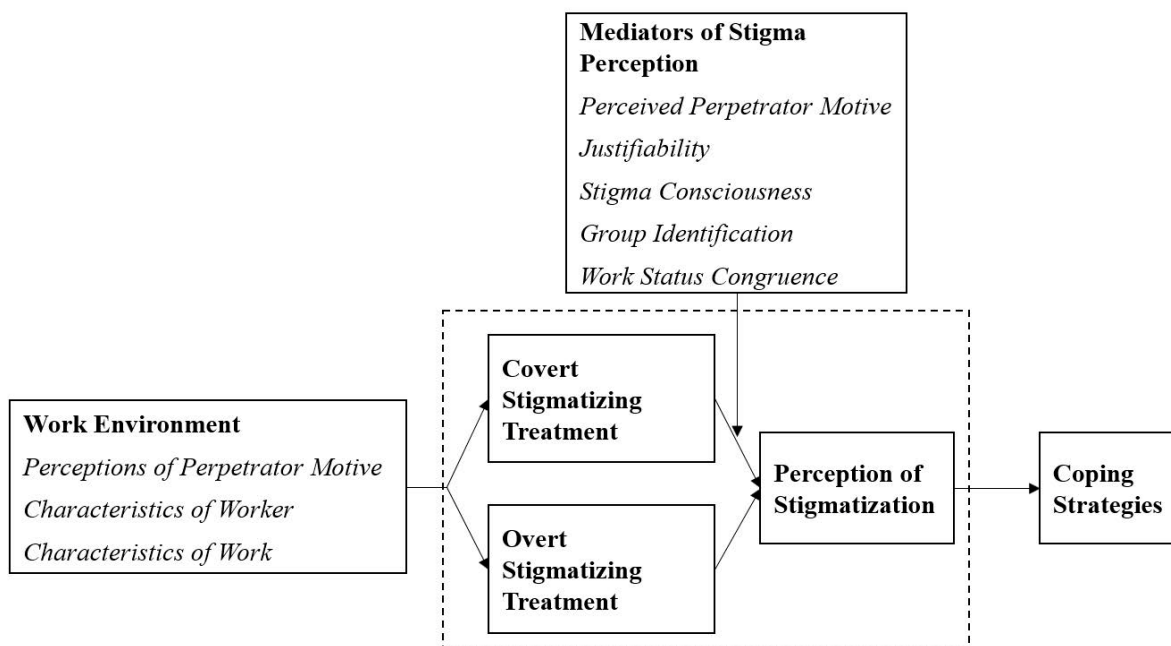 Mediators of Stigma
Perception
Perceived Perpetrator Motive
Justifiability
Stigma Consciousness
Group Identification
Work Status Congruence
Work Environment
Perceptions of Perpetrator Motive
Characteristics of Worker
Characteristics of Work
Covert
Stigmatizing
Treatment
Overt
Stigmatizing
Treatment
Perception of
Stigmatization
Coping
Strategies